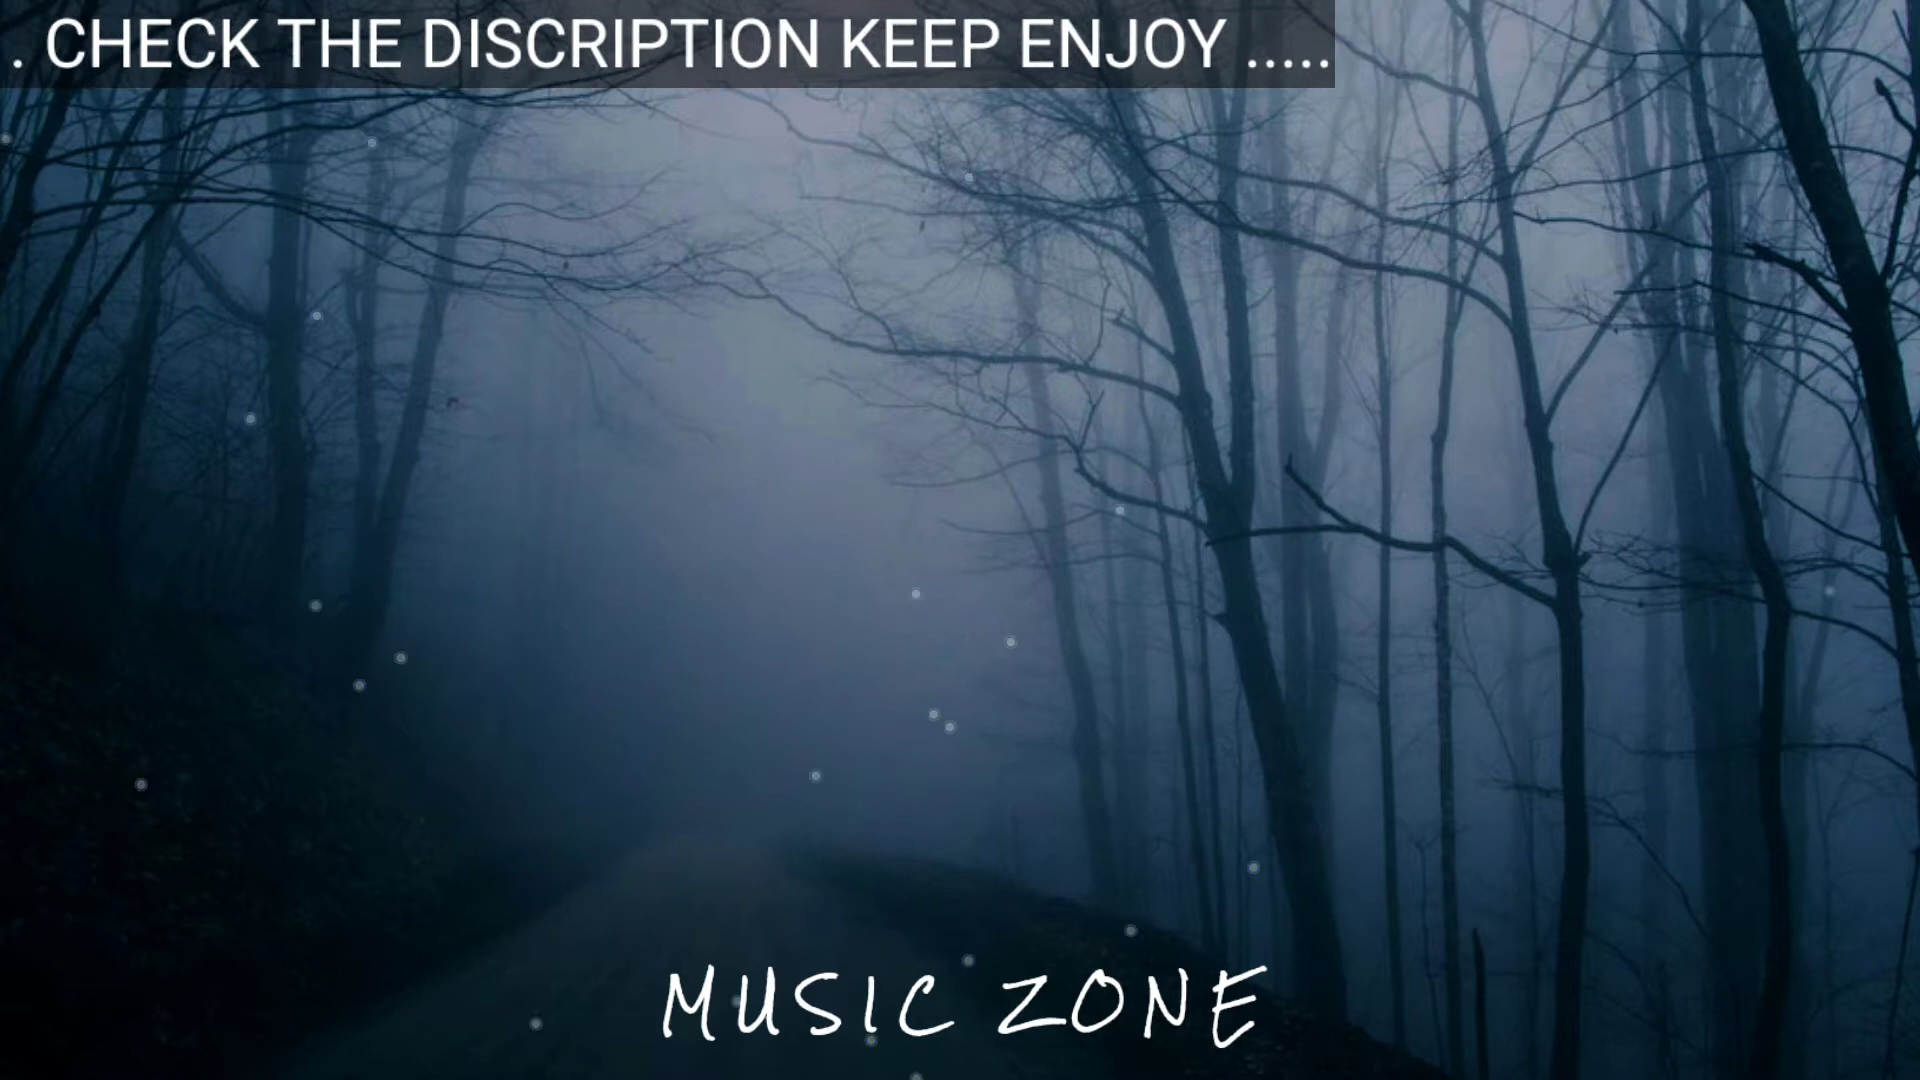 . CHECK THE DISCRIPTION KEEP ENJOY .....
MUSIC ZONE